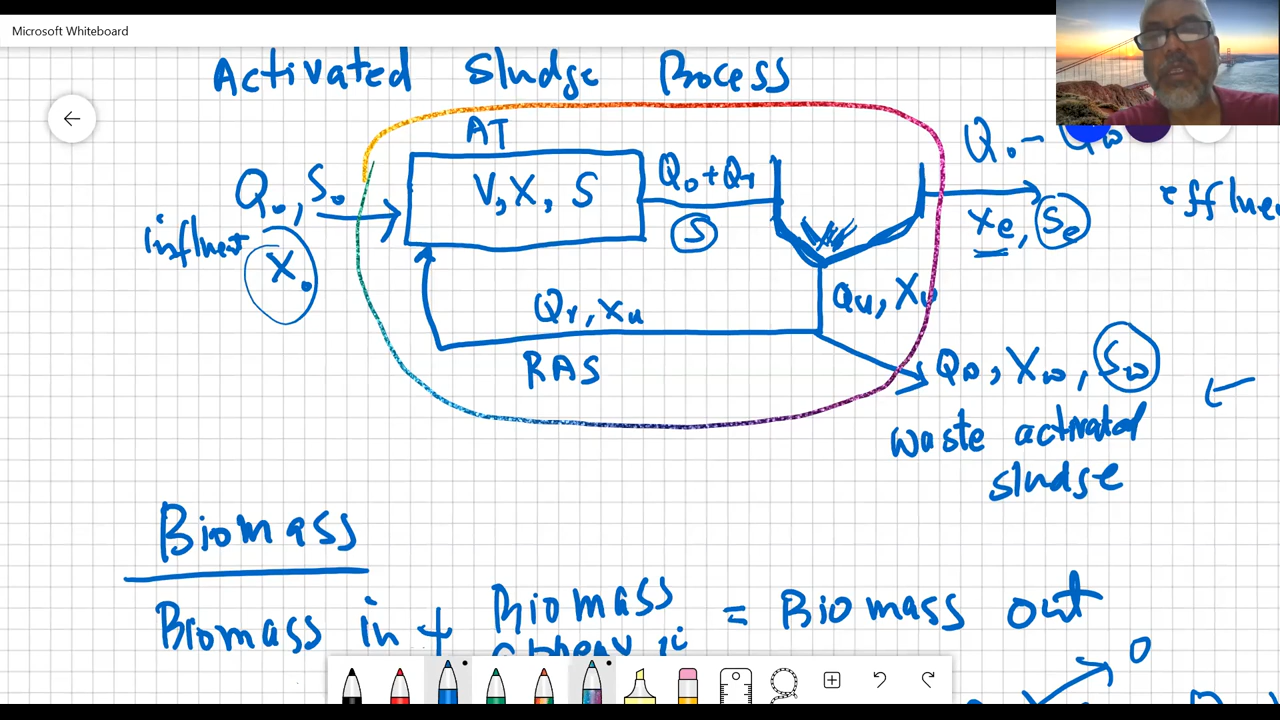 Microsoft Whiteboard
Activated Sludge Process
AT
Q₀ -
Q₀, S₀
V, X, S
Q₀ + Qr
influent
X₀
S
Xe, Se
Qr, Xu
Qu, Xu
RAS
Qw, Xw, Sw
waste activated
sludge
Biomass
Biomass in + Biomass = Biomass out
0